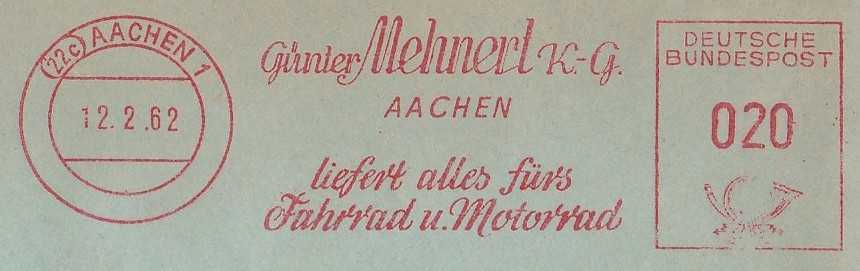 (22c) AACHEN 1
12.2.62
Günter Mehnert K.-G.
AACHEN
liefert alles fürs
Fahrrad u. Motorrad
DEUTSCHE
BUNDESPOST
020